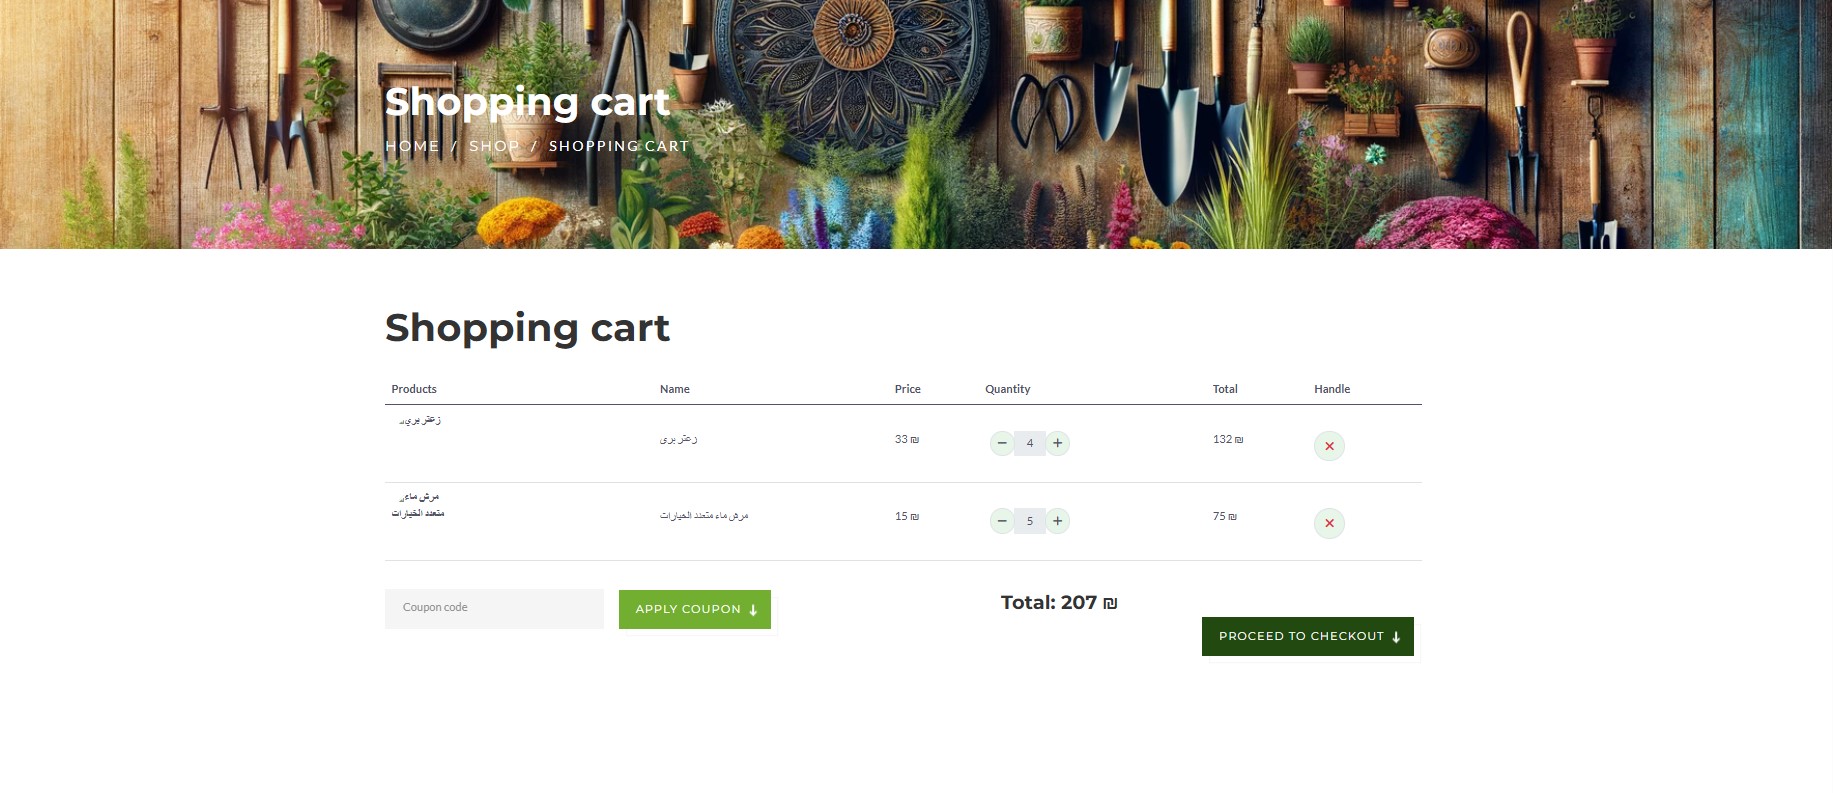 Shopping cart
HOME / SHOP / SHOPPING CART
Shopping cart
Products Name Price Quantity Total Handle
زعتر بري
زعتر بري 33 ₪ − 4 + 132 ₪ ×
مرش ماء
متعدد الخيارات
مرش ماء متعدد الخيارات 15 ₪ − 5 + 75 ₪ ×
Coupon code APPLY COUPON Total: 207 ₪
PROCEED TO CHECKOUT